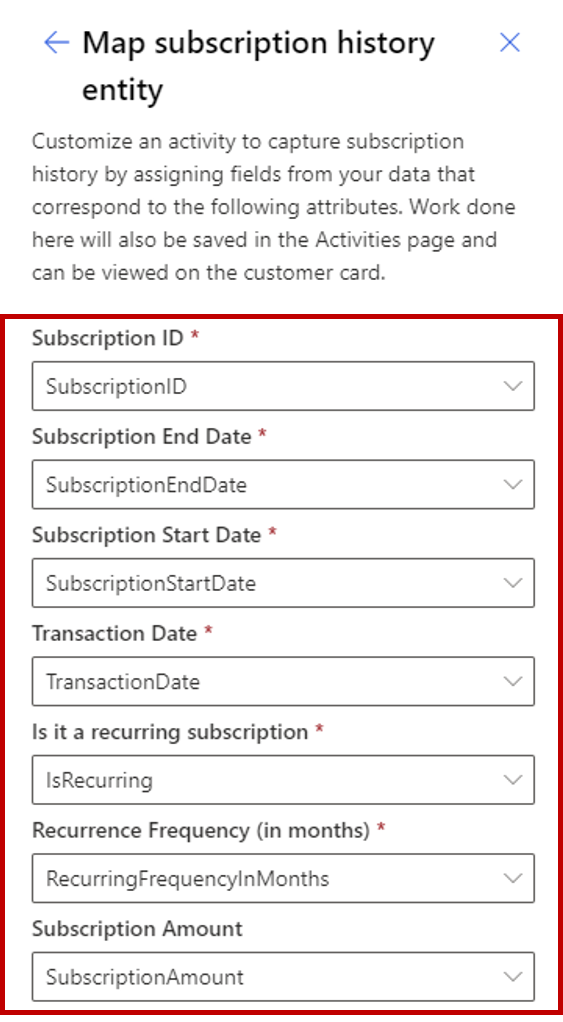 Map subscription history
entity
Customize an activity to capture subscription
history by assigning fields from your data that
correspond to the following attributes. Work done
here will also be saved in the Activities page and
can be viewed on the customer card.
Subscription ID *
SubscriptionID
Subscription End Date *
SubscriptionEndDate
Subscription Start Date *
SubscriptionStartDate
Transaction Date *
TransactionDate
Is it a recurring subscription *
IsRecurring
Recurrence Frequency (in months) *
RecurringFrequencyInMonths
Subscription Amount
SubscriptionAmount